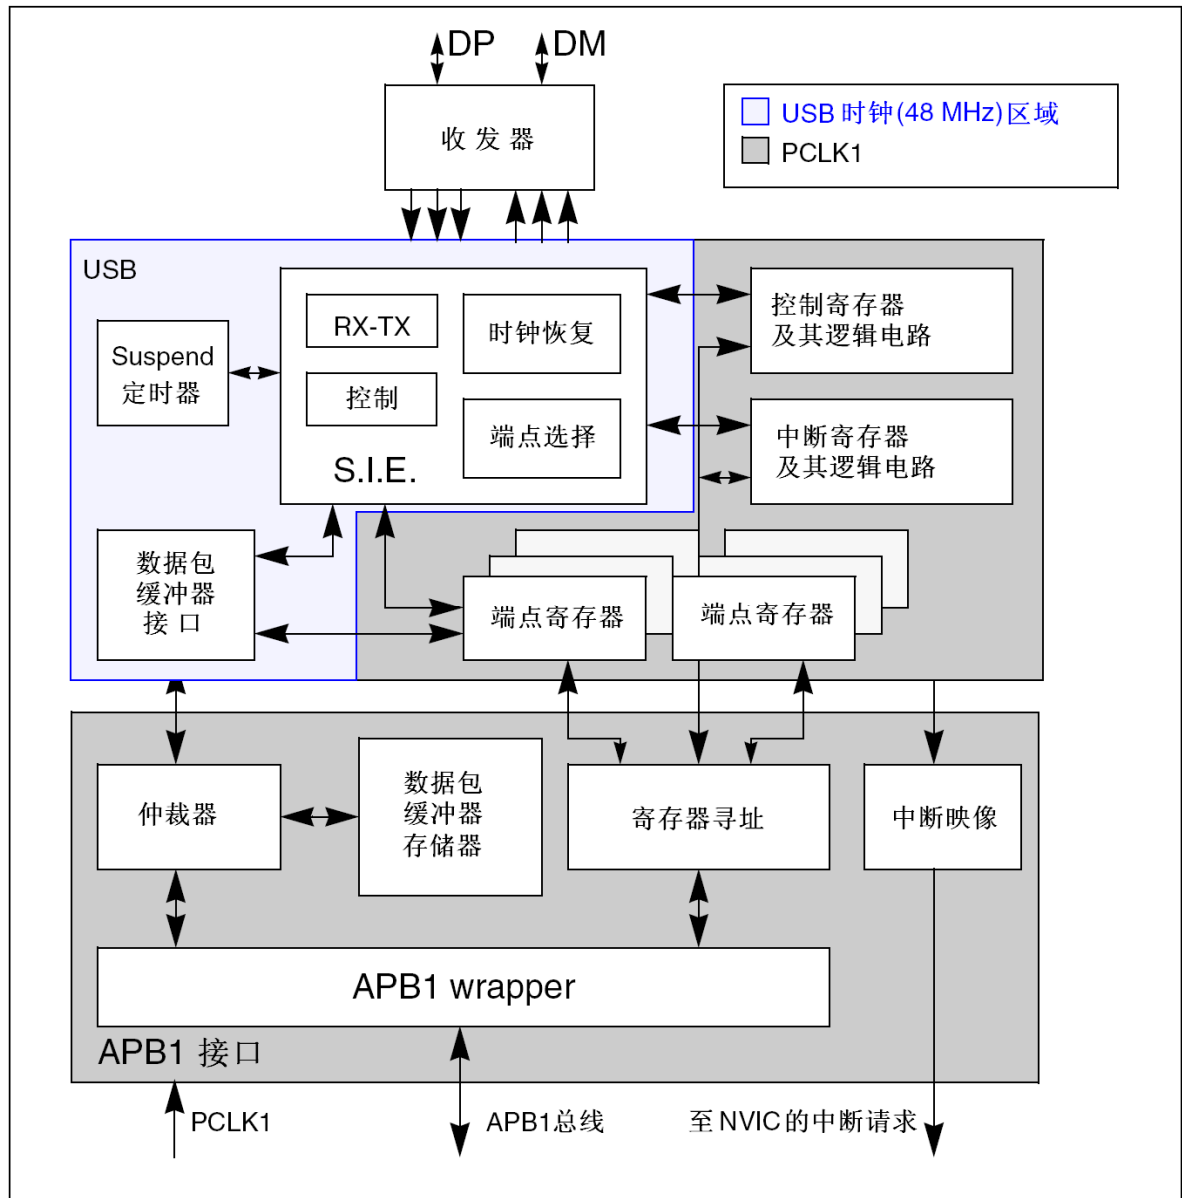 DP
DM
收发器
USB 时钟(48 MHz)区域
PCLK1
USB
RX-TX
时钟恢复
控制寄存器
及其逻辑电路
Suspend
定时器
控制
端点选择
S.I.E.
中断寄存器
及其逻辑电路
数据包
缓冲器
接口
端点寄存器
端点寄存器
仲裁器
数据包
缓冲器
存储器
寄存器寻址
中断映像
APB1 wrapper
APB1 接口
PCLK1
APB1总线
至NVIC的中断请求